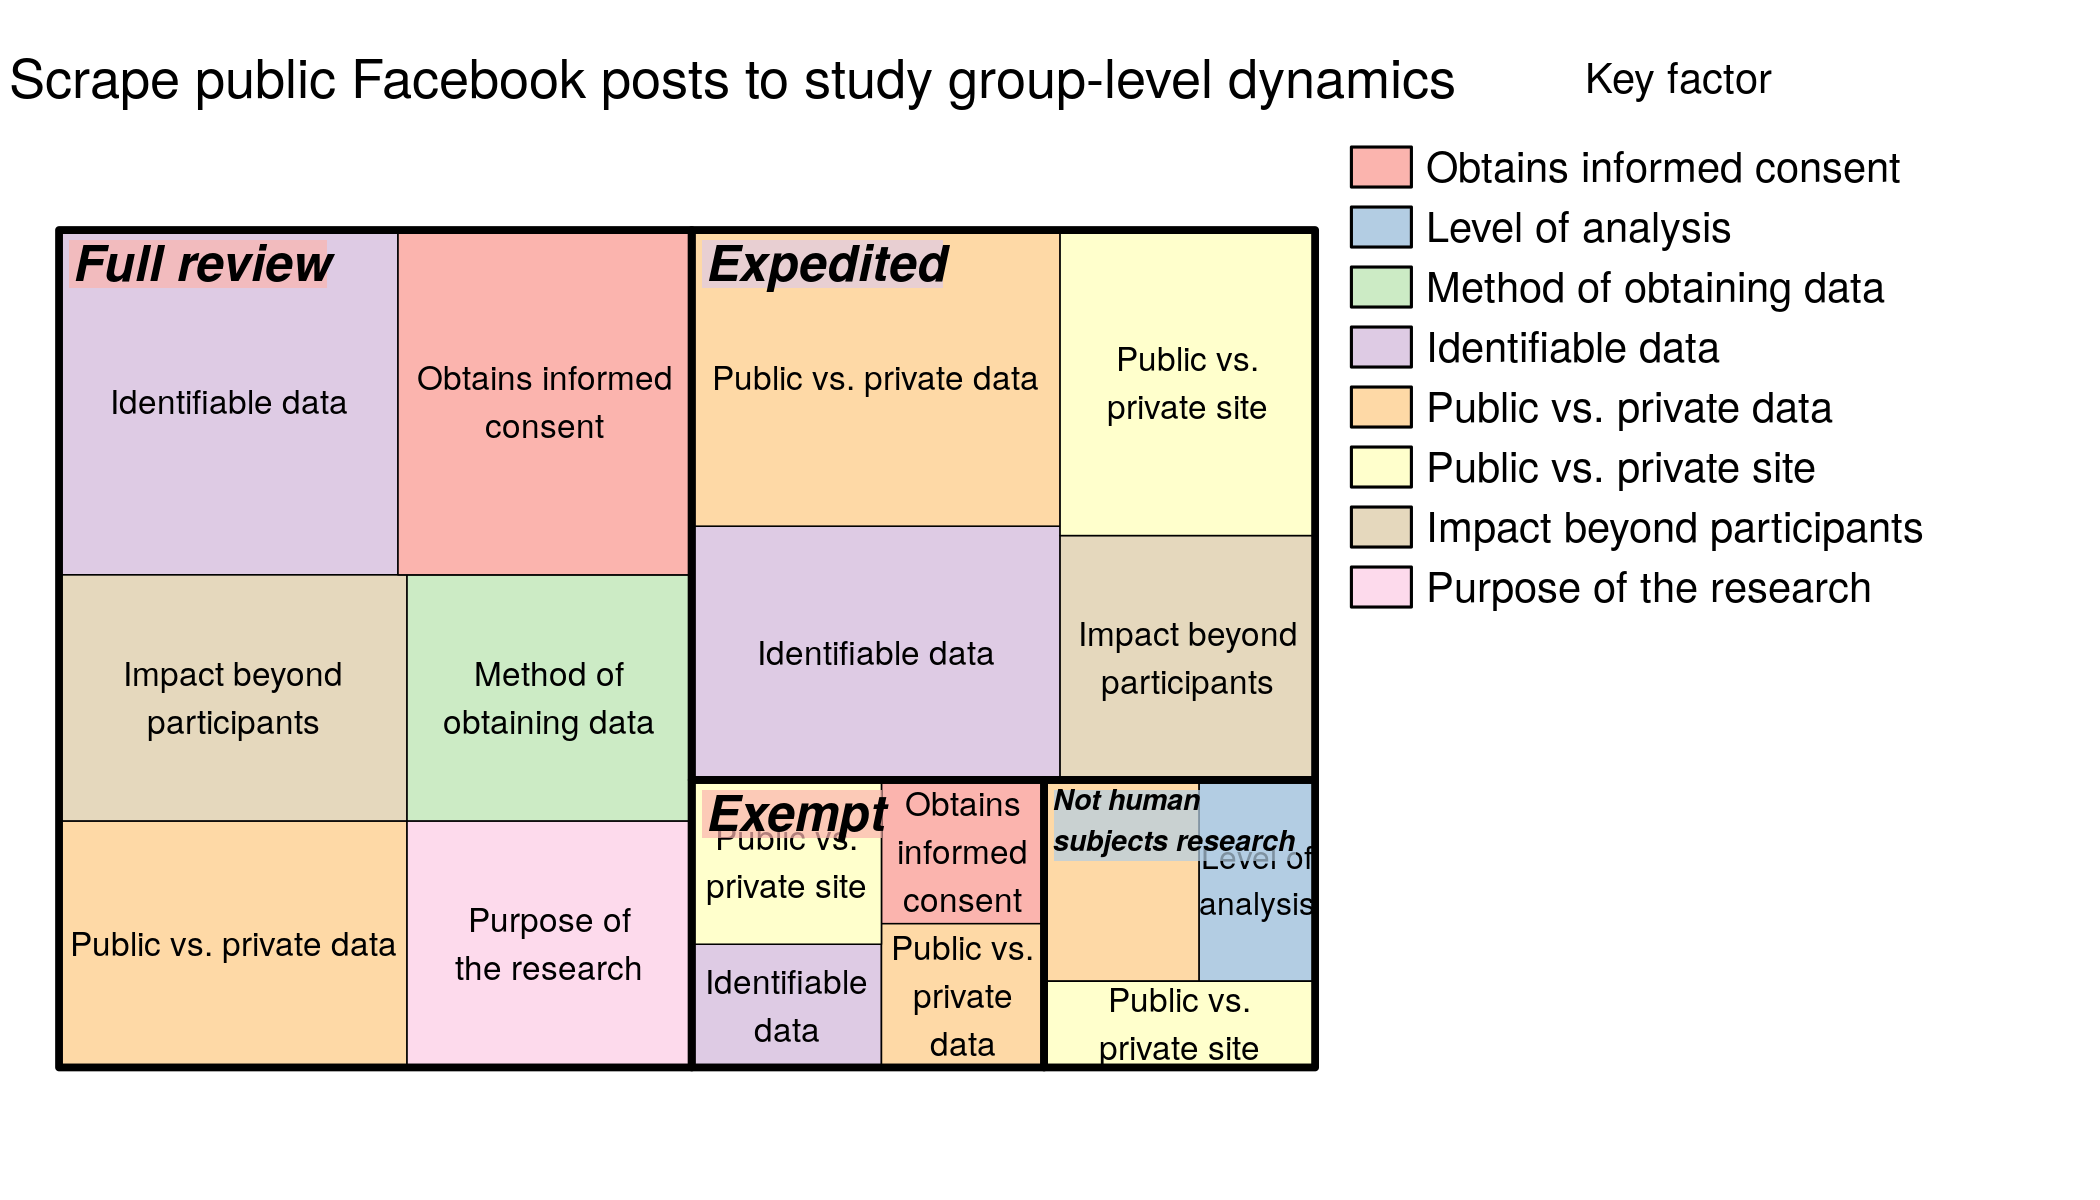 Scrape public Facebook posts to study group-level dynamics
Key factor
Obtains informed consent
Level of analysis
Method of obtaining data
Identifiable data
Public vs. private data
Public vs. private site
Impact beyond participants
Purpose of the research
Full review
Identifiable data
Obtains informed
consent
Impact beyond
participants
Method of
obtaining data
Public vs. private data
Purpose of
the research
Expedited
Public vs. private data
Public vs.
private site
Identifiable data
Impact beyond
participants
Exempt
Public vs.
private site
Obtains
informed
consent
Identifiable
data
Public vs.
private
data
Not human
subjects research
Level of
analysis
Public vs.
private site